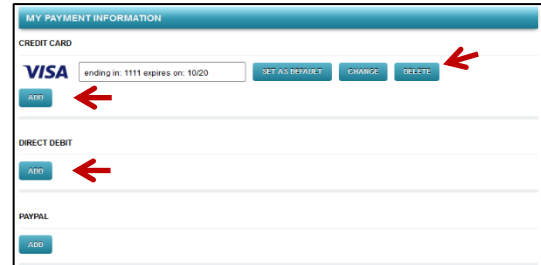 MY PAYMENT INFORMATION
CREDIT CARD
VISA ending in: 1111 expires on: 10/20 SET AS DEFAULT CHANGE DELETE
ADD
DIRECT DEBIT
ADD
PAYPAL
ADD